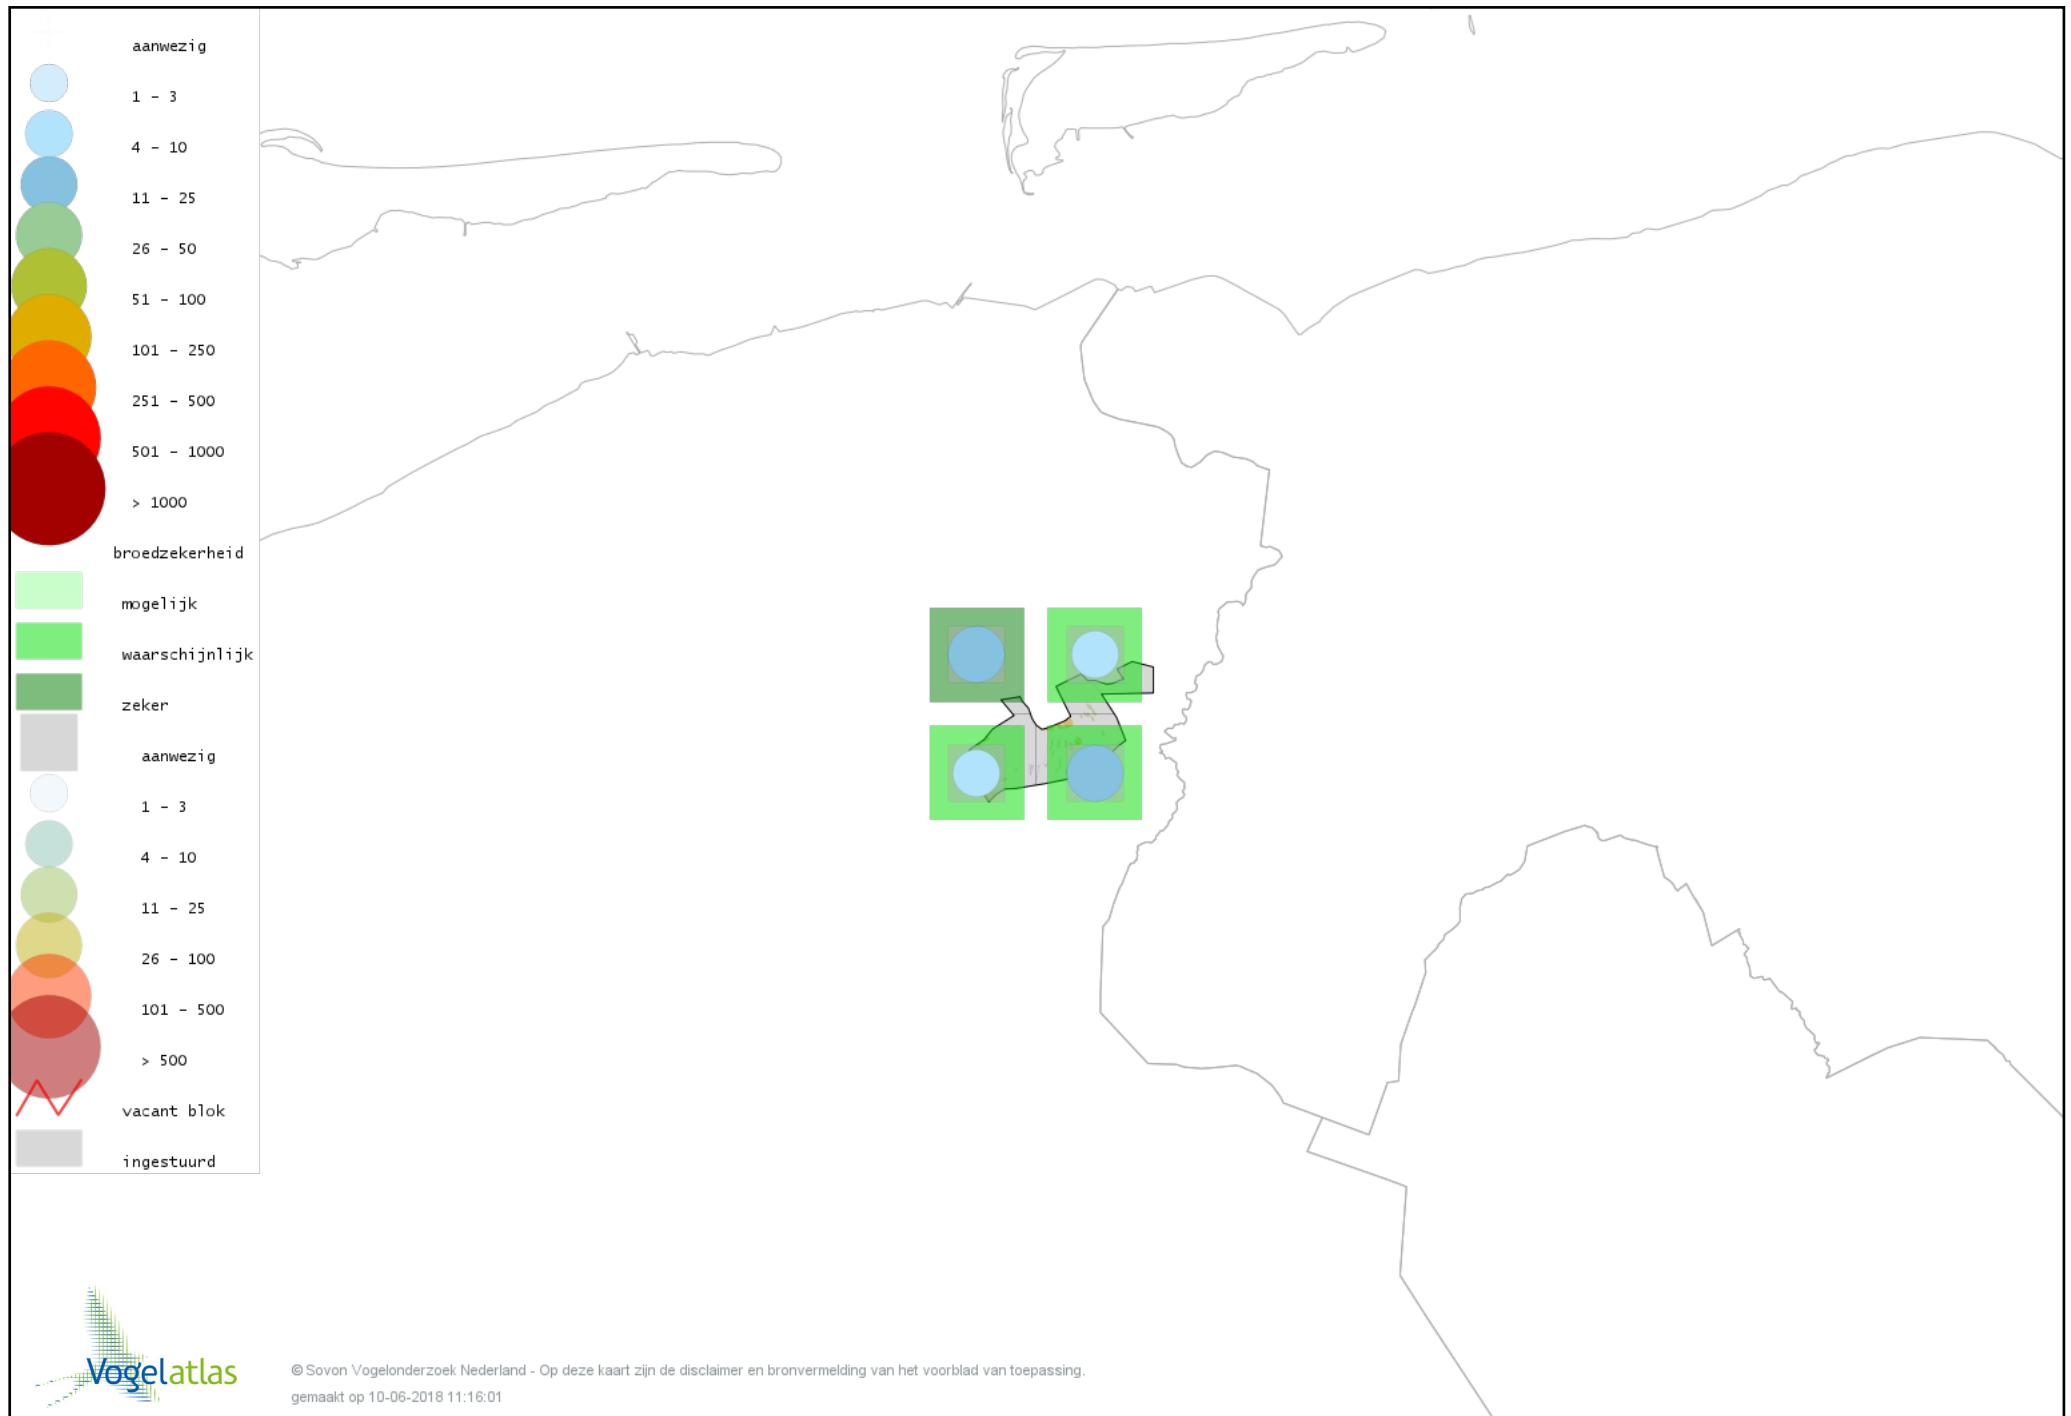 aanwezig
1 - 3
4 - 10
11 - 25
26 - 50
51 - 100
101 - 250
251 - 500
501 - 1000
> 1000
broedzekerheid
mogelijk
waarschijnlijk
zeker
aanwezig
1 - 3
4 - 10
11 - 25
26 - 100
101 - 500
> 500
vacant blok
ingestuurd
Vogelatlas
© Sovon Vogelonderzoek Nederland - Op deze kaart zijn de disclaimer en bronvermelding van het voorblad van toepassing.
gemaakt op 10-06-2018 11:16:01